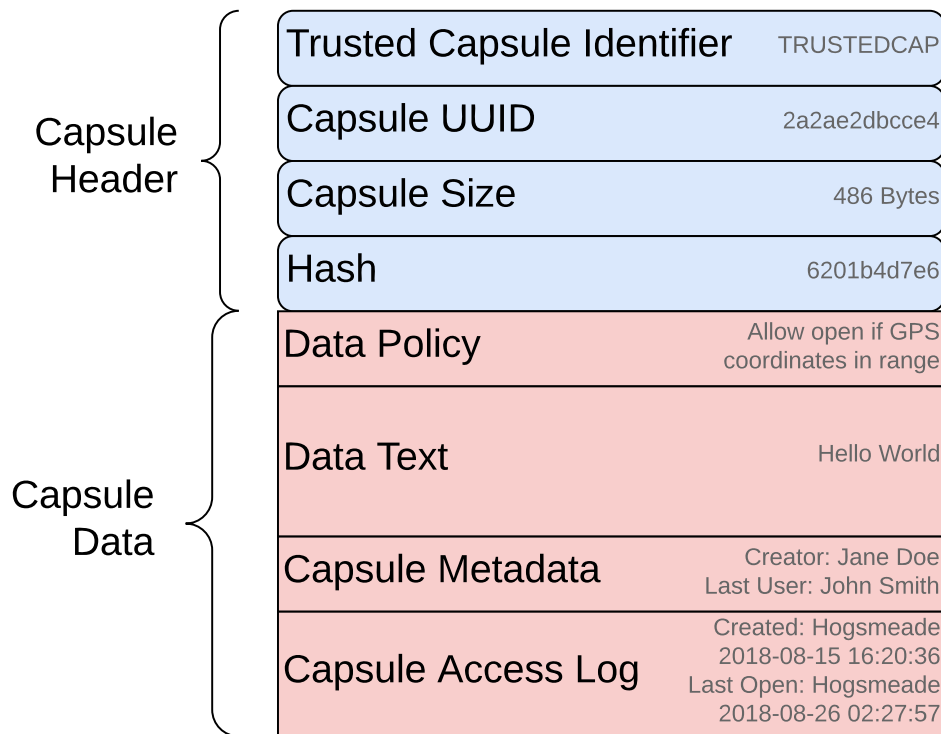 Capsule
Header
Trusted Capsule Identifier TRUSTEDCAP
Capsule UUID 2a2ae2dbcce4
Capsule Size 486 Bytes
Hash 6201b4d7e6
Capsule
Data
Data Policy Allow open if GPS
coordinates in range
Data Text Hello World
Capsule Metadata Creator: Jane Doe
Last User: John Smith
Capsule Access Log Created: Hogsmeade
2018-08-15 16:20:36
Last Open: Hogsmeade
2018-08-26 02:27:57